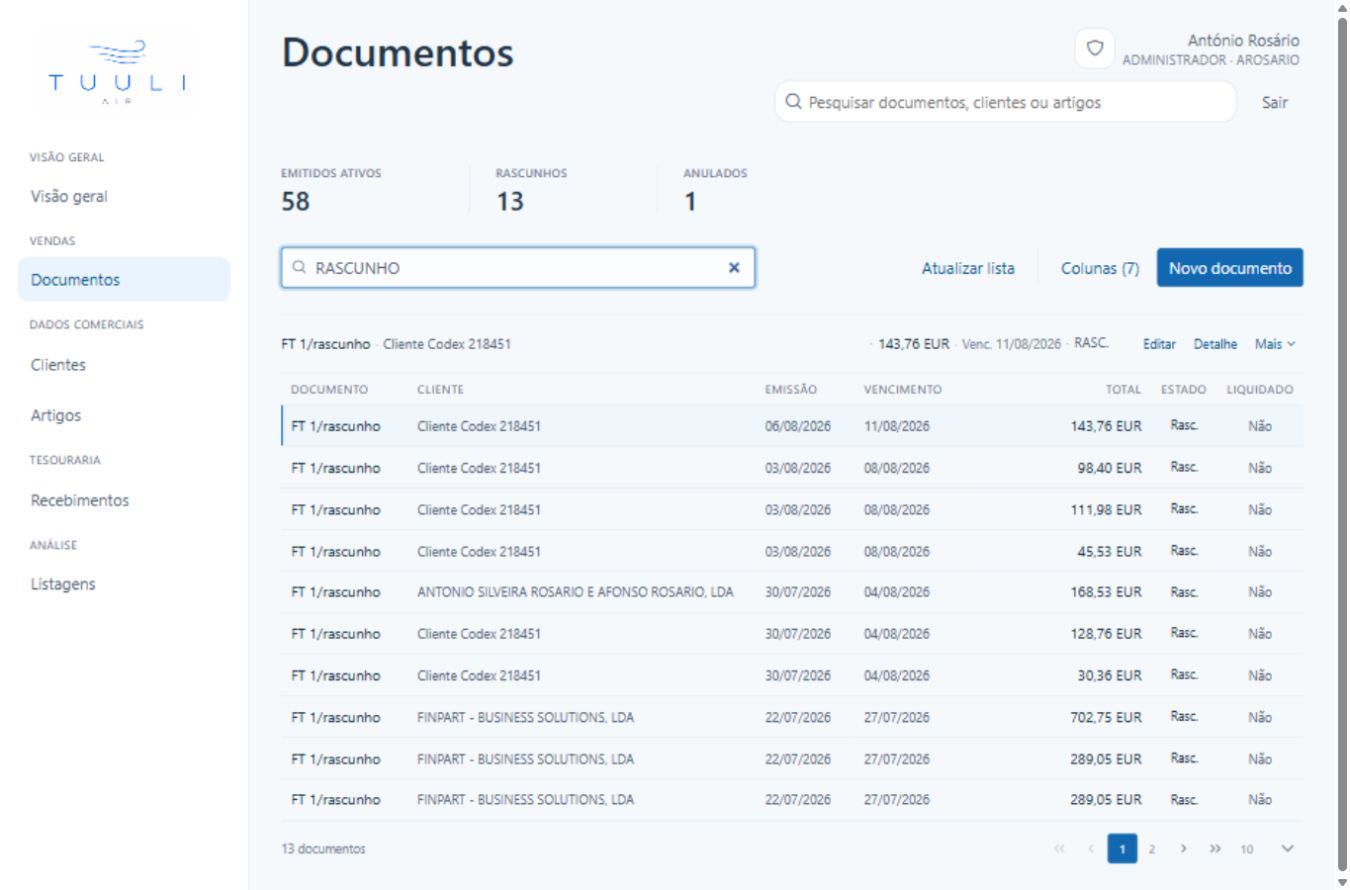 TUULI
AIR
VISÃO GERAL
Visão geral
VENDAS
Documentos
DADOS COMERCIAIS
Clientes
Artigos
TESOURARIA
Recebimentos
ANÁLISE
Listagens
Documentos
António Rosário
ADMINISTRADOR · AROSARIO
Pesquisar documentos, clientes ou artigos
Sair
EMITIDOS ATIVOS RASCUNHOS ANULADOS
58 13 1
RASCUNHO
Atualizar lista Colunas (7) Novo documento
FT 1/rascunho · Cliente Codex 218451 · 143,76 EUR · Venc. 11/08/2026 · RASC. Editar Detalhe Mais
DOCUMENTO CLIENTE EMISSÃO VENCIMENTO TOTAL ESTADO LIQUIDADO
FT 1/rascunho Cliente Codex 218451 06/08/2026 11/08/2026 143,76 EUR Rasc. Não
FT 1/rascunho Cliente Codex 218451 03/08/2026 08/08/2026 98,40 EUR Rasc. Não
FT 1/rascunho Cliente Codex 218451 03/08/2026 08/08/2026 111,98 EUR Rasc. Não
FT 1/rascunho Cliente Codex 218451 03/08/2026 08/08/2026 45,53 EUR Rasc. Não
FT 1/rascunho ANTONIO SILVEIRA ROSARIO E AFONSO ROSARIO, LDA 30/07/2026 04/08/2026 168,53 EUR Rasc. Não
FT 1/rascunho Cliente Codex 218451 30/07/2026 04/08/2026 128,76 EUR Rasc. Não
FT 1/rascunho Cliente Codex 218451 30/07/2026 04/08/2026 30,36 EUR Rasc. Não
FT 1/rascunho FINPART - BUSINESS SOLUTIONS, LDA 22/07/2026 27/07/2026 702,75 EUR Rasc. Não
FT 1/rascunho FINPART - BUSINESS SOLUTIONS, LDA 22/07/2026 27/07/2026 289,05 EUR Rasc. Não
FT 1/rascunho FINPART - BUSINESS SOLUTIONS, LDA 22/07/2026 27/07/2026 289,05 EUR Rasc. Não
13 documentos « ‹ 1 2 › » 10